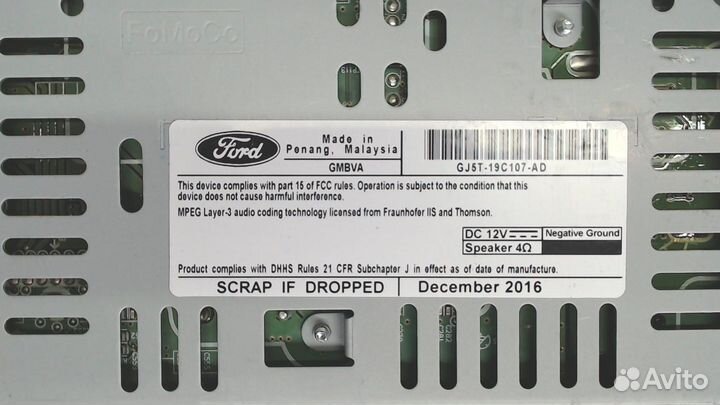 FoMoCo
Ford
Made in
Penang, Malaysia
GMBVA
GJ5T-19C107-AD
This device complies with part 15 of FCC rules. Operation is subject to the condition that this
device does not cause harmful interference.
MPEG Layer-3 audio coding technology licensed from Fraunhofer IIS and Thomson.
DC 12V
Negative Ground
Speaker 4Ω
Product complies with DHHS Rules 21 CFR Subchapter J in effect as of date of manufacture.
SCRAP IF DROPPED
December 2016
Avito